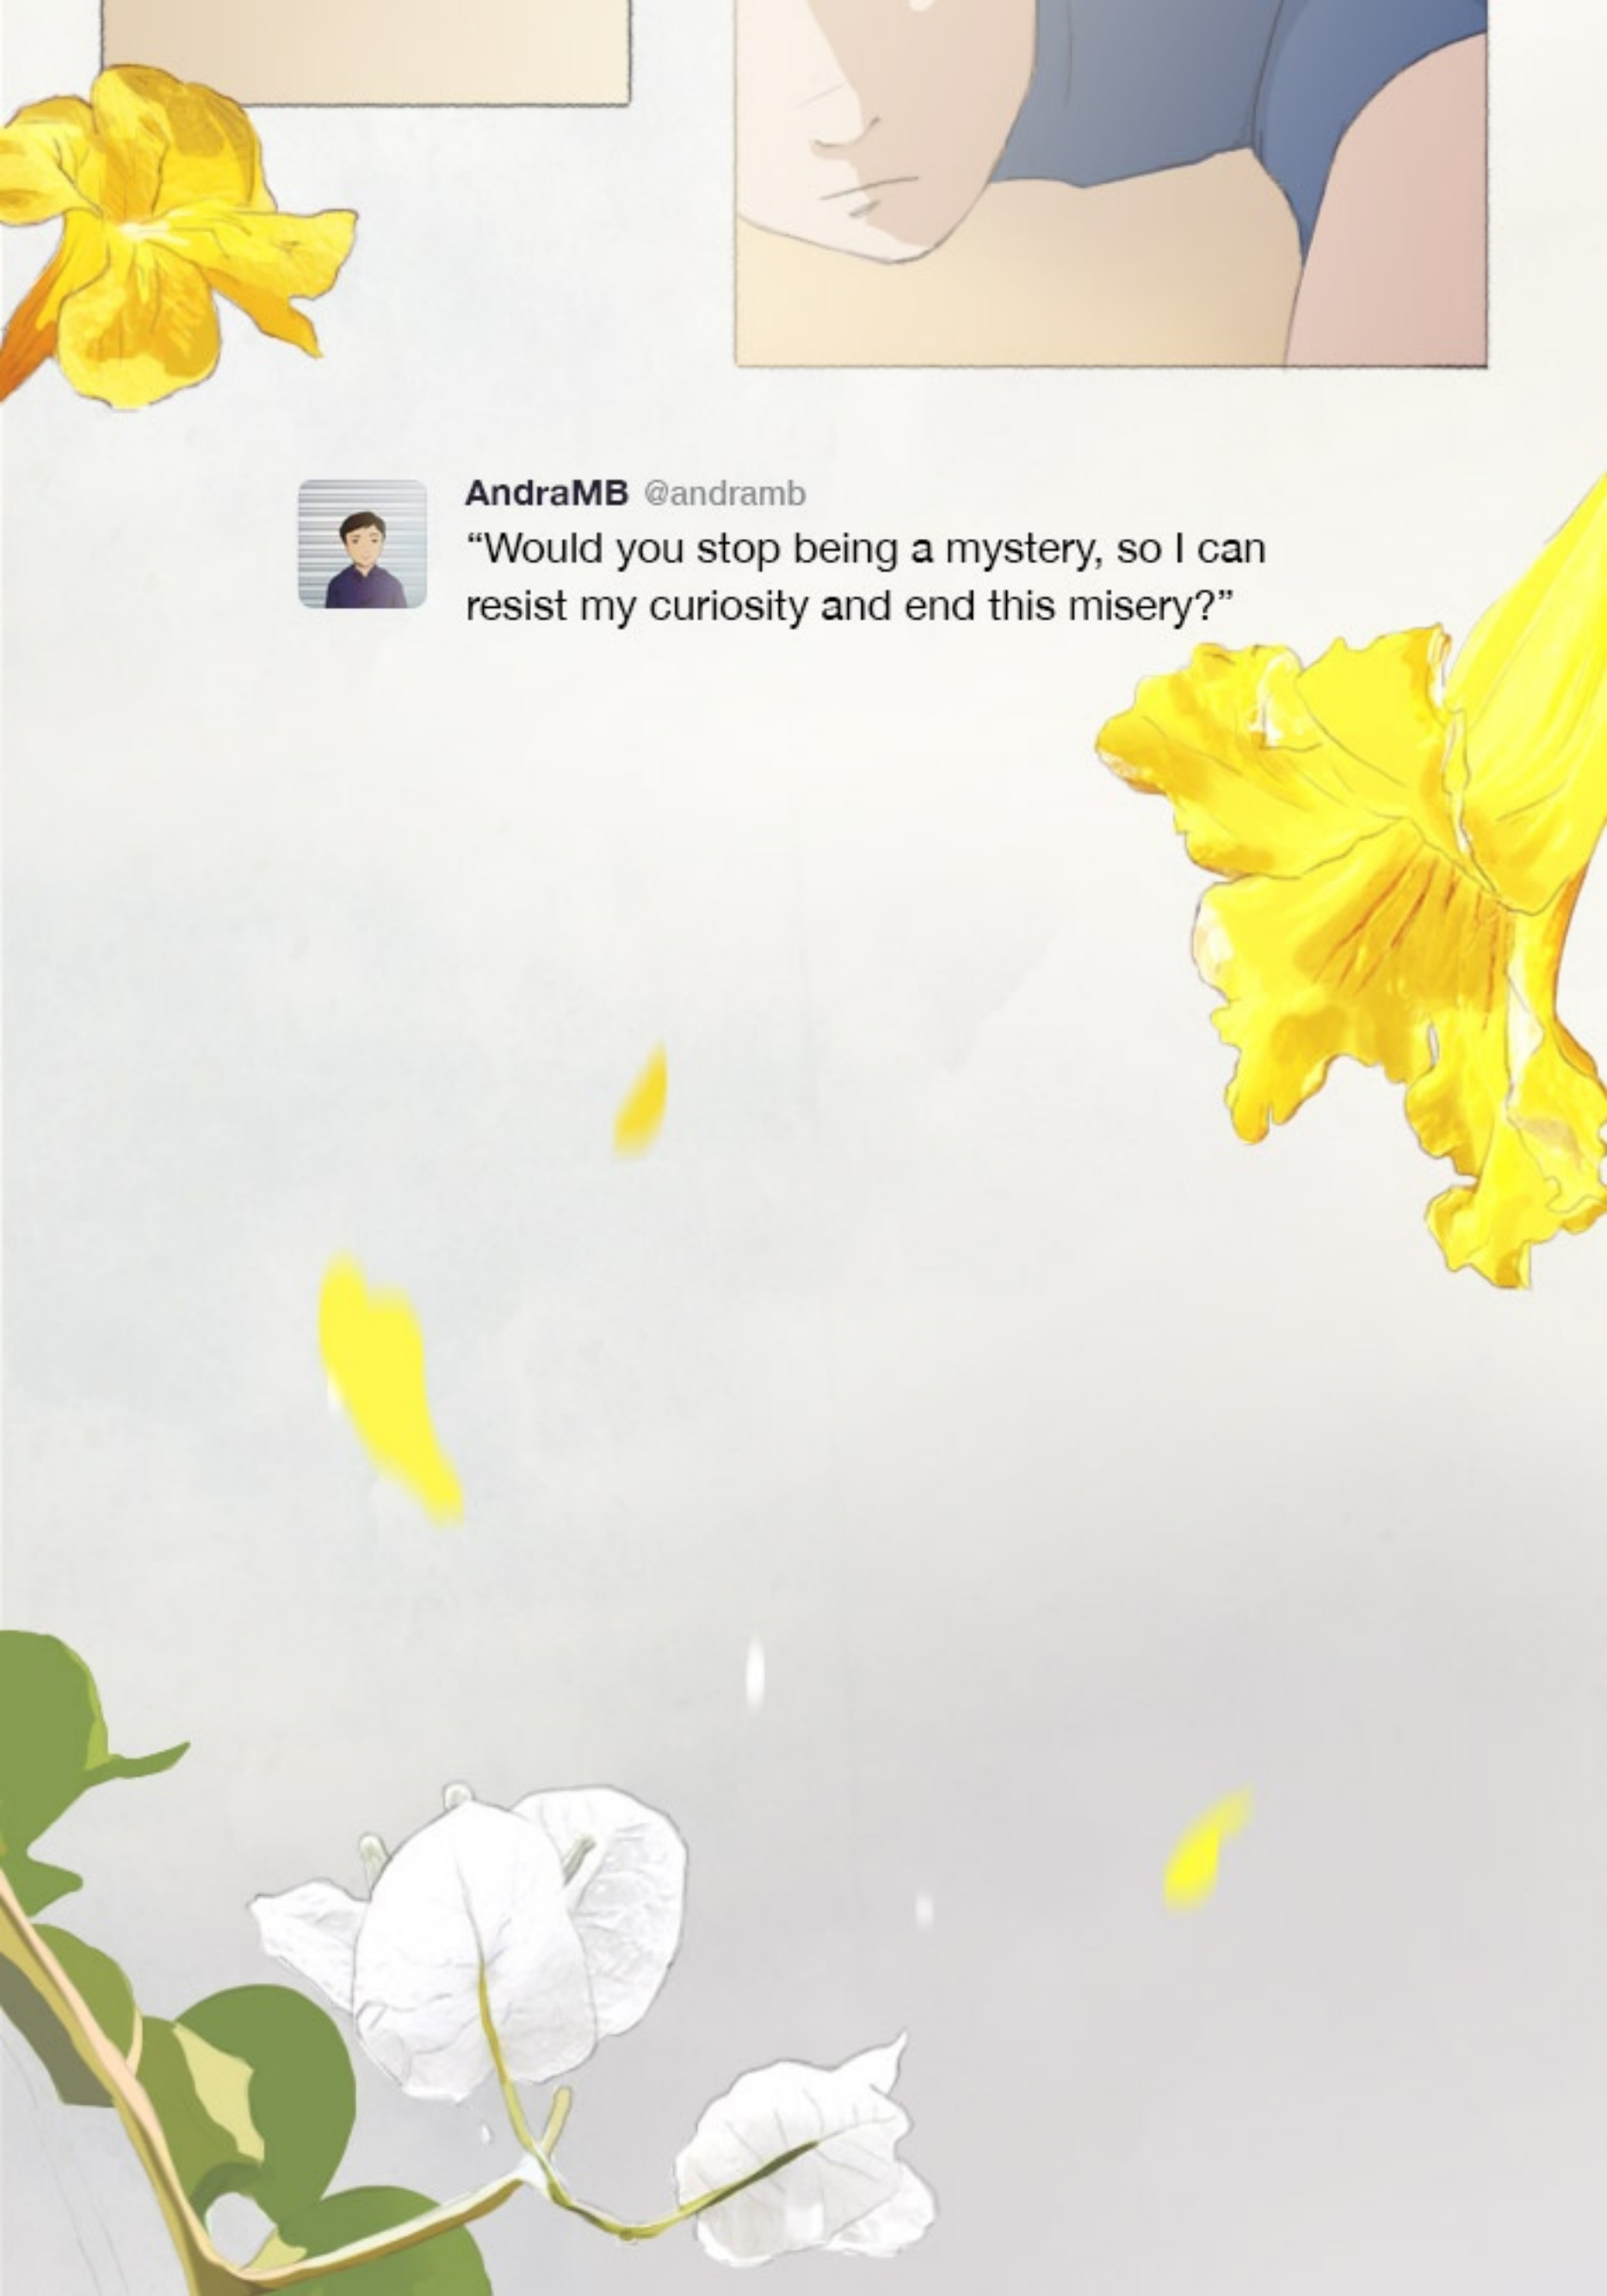 AndraMB @andramb
“Would you stop being a mystery, so I can
resist my curiosity and end this misery?”